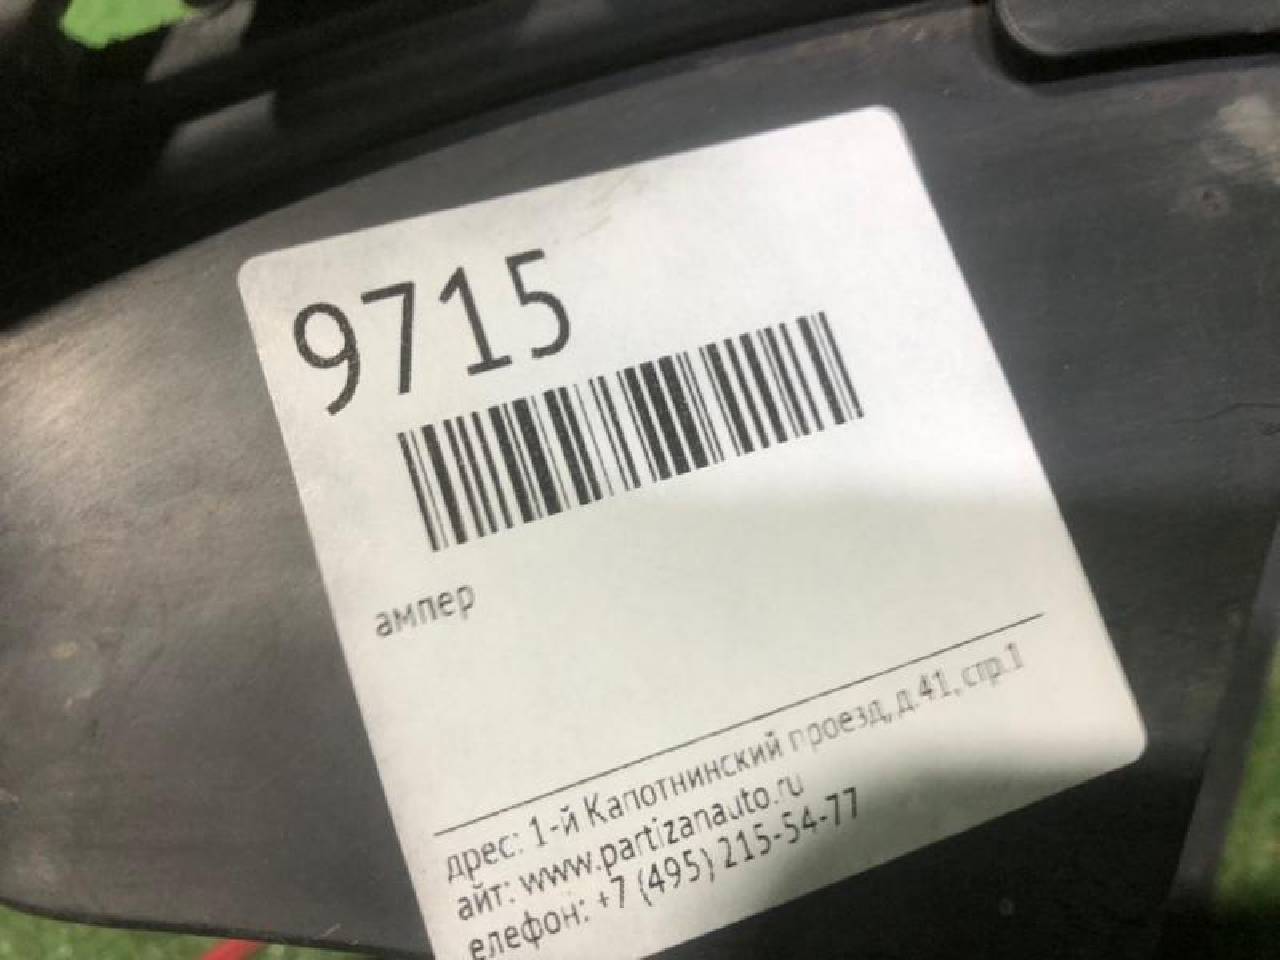 9715
ампер
дрес: 1-й Капотнинский проезд, д.41, стр.1
айт: www.partizanauto.ru
елефон: +7 (495) 215-54-77